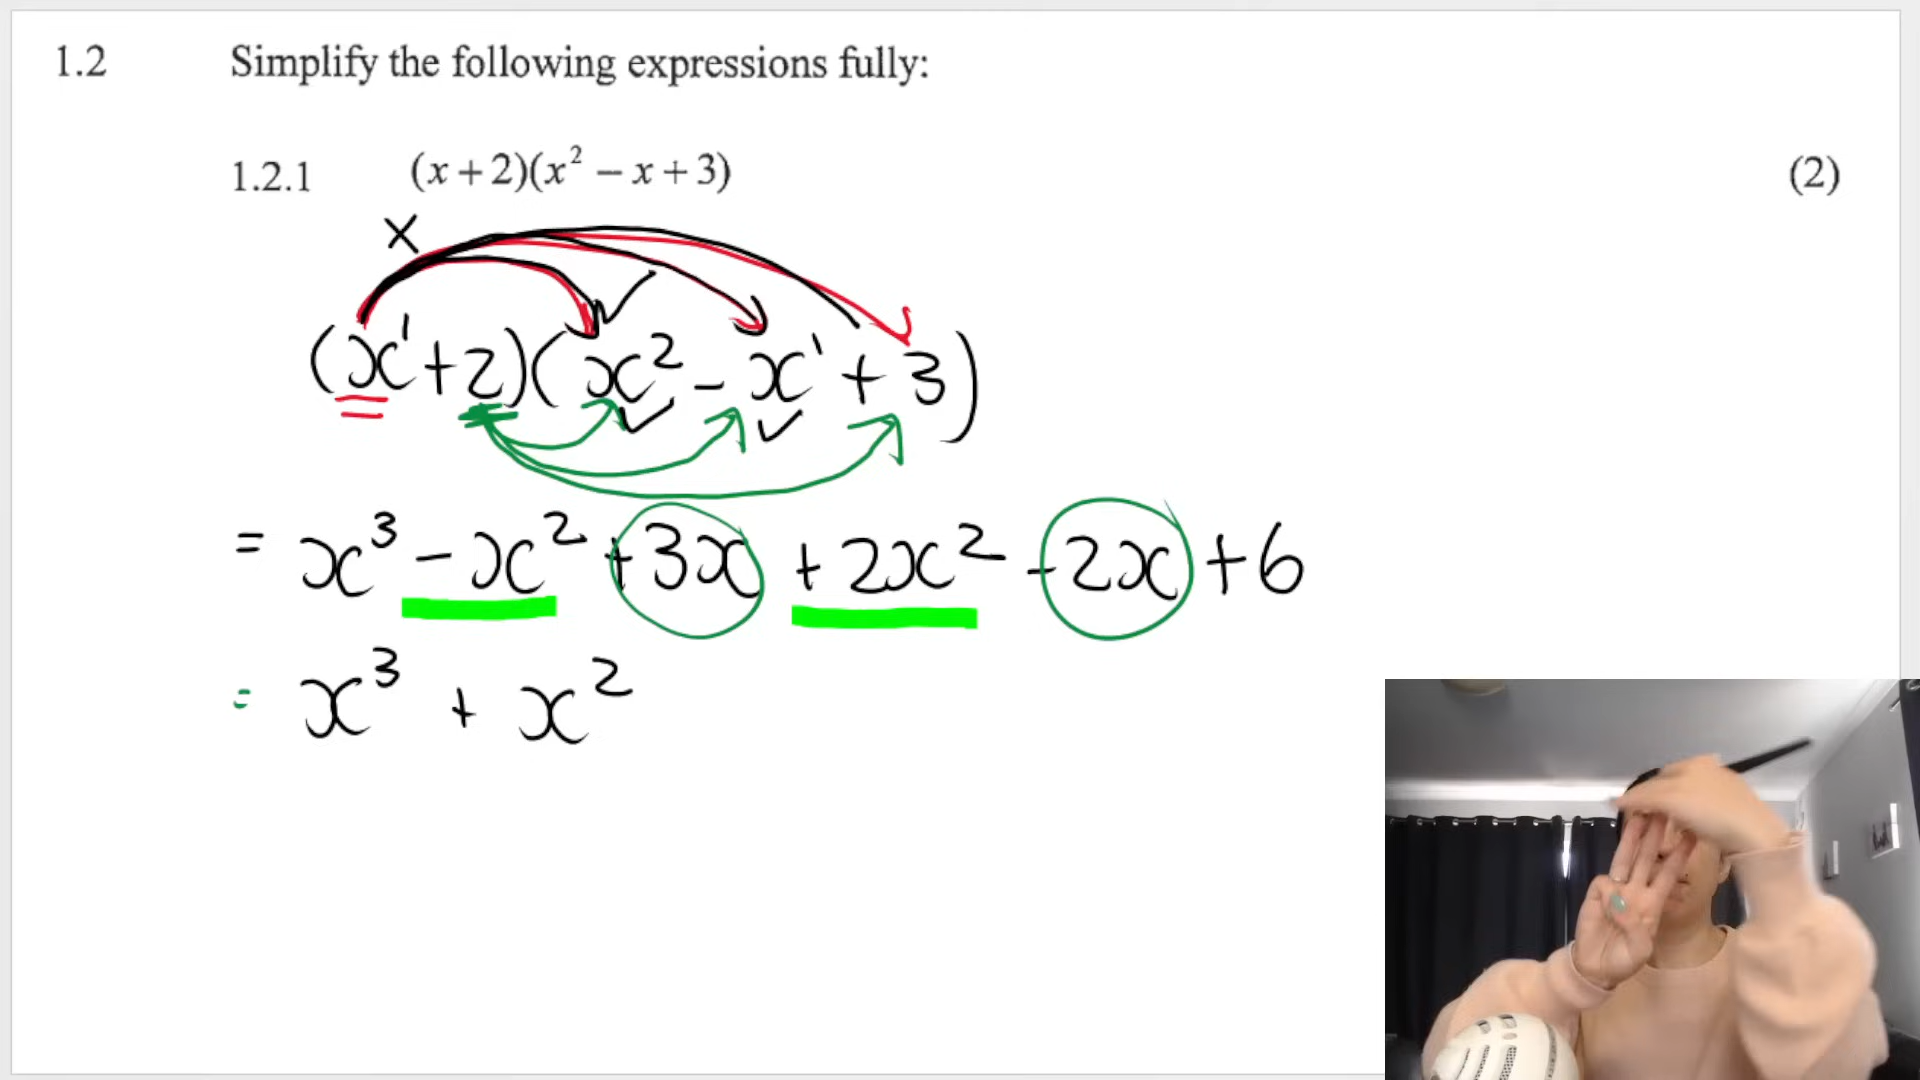 1.2 Simplify the following expressions fully:
1.2.1 (x + 2)(x² − x + 3) (2)
×
(x¹ + 2)(x² − x¹ + 3)
= x³ − x² + 3x + 2x² − 2x + 6
= x³ + x²